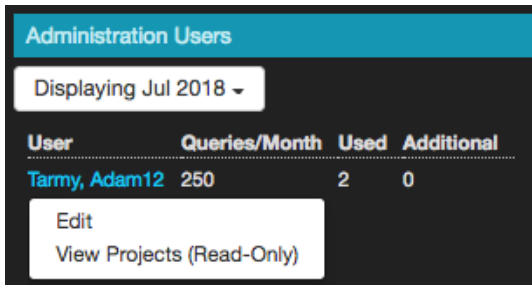 Administration Users
Displaying Jul 2018
User Queries/Month Used Additional
Tarmy, Adam12 250 2 0
Edit
View Projects (Read-Only)